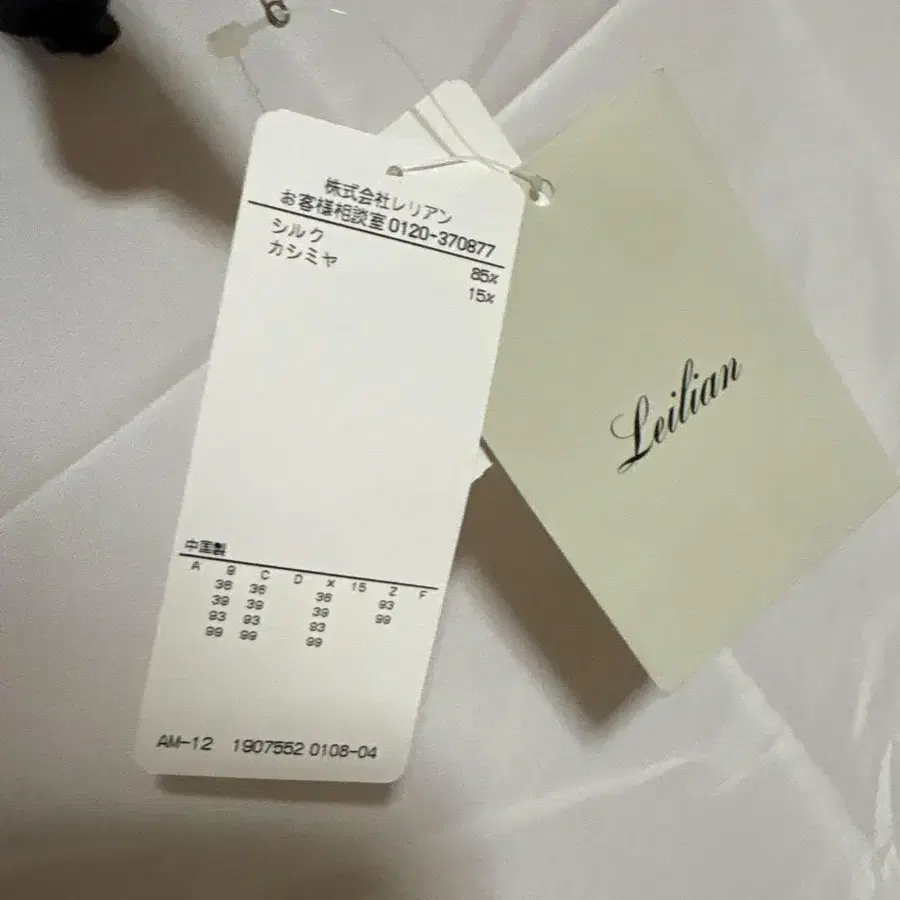 株式会社レリアン
お客様相談室 0120-370877
シルク 85%
カシミヤ 15%
中国製
A 9 C D X 15 Z F
38 36 36 93
39 39 39 99
93 93 93
99 99 99
AM-12 1907552 0108-04
Leilian